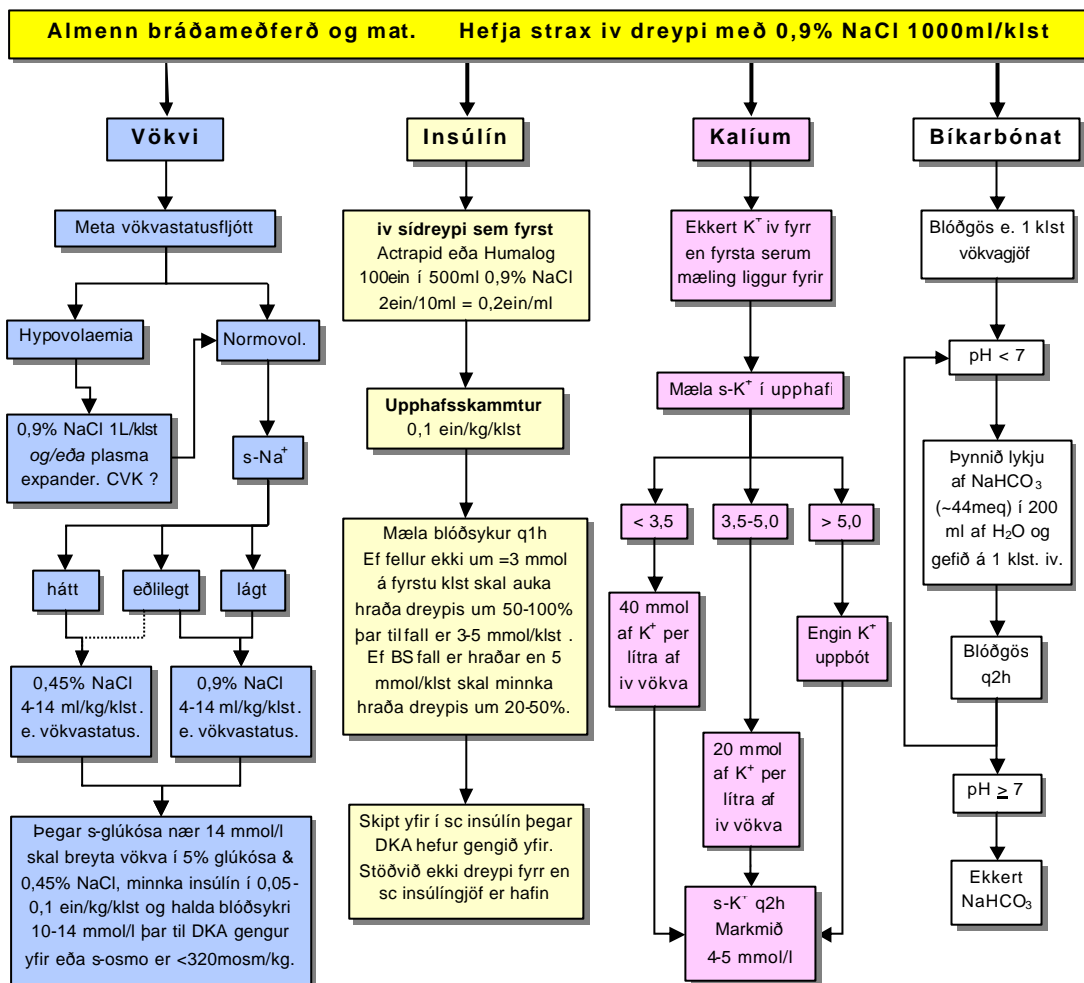 Almenn bráðameðferð og mat. Hefja strax iv dreypi með 0,9% NaCl 1000ml/klst
Vökvi
Meta vökvastatusfljótt
Hypovolaemia
Normovol.
0,9% NaCl 1L/klst
og/eða plasma
expander. CVK ?
s-Na⁺
hátt
eðlilegt
lágt
0,45% NaCl
4-14 ml/kg/klst.
e. vökvastatus.
0,9% NaCl
4-14 ml/kg/klst.
e. vökvastatus.
Þegar s-glúkósa nær 14 mmol/l
skal breyta vökva í 5% glúkósa &
0,45% NaCl, minnka insúlín í 0,05-
0,1 ein/kg/klst og halda blóðsykri
10-14 mmol/l þar til DKA gengur
yfir eða s-osmo er <320mosm/kg.
Insúlín
iv sídreypi sem fyrst
Actrapid eða Humalog
100ein í 500ml 0,9% NaCl
2ein/10ml = 0,2ein/ml
Upphafsskammtur
0,1 ein/kg/klst
Mæla blóðsykur q1h
Ef fellur ekki um =3 mmol
á fyrstu klst skal auka
hraða dreypis um 50-100%
þar til fall er 3-5 mmol/klst .
Ef BS fall er hraðar en 5
mmol/klst skal minnka
hraða dreypis um 20-50%.
Skipt yfir í sc insúlín þegar
DKA hefur gengið yfir.
Stöðvið ekki dreypi fyrr en
sc insúlíngjöf er hafin
Kalíum
Ekkert K⁺ iv fyrr
en fyrsta serum
mæling liggur fyrir
Mæla s-K⁺ í upphafi
< 3,5
3,5-5,0
> 5,0
40 mmol
af K⁺ per
lítra af
iv vökva
20 mmol
af K⁺ per
lítra af
iv vökva
Engin K⁺
uppbót
s-K⁺ q2h
Markmið
4-5 mmol/l
Bíkarbónat
Blóðgös e. 1 klst
vökvagjöf
pH < 7
Þynnið lykju
af NaHCO₃
(~44meq) í 200
ml af H₂O og
gefið á 1 klst. iv.
Blóðgös
q2h
pH ≥ 7
Ekkert
NaHCO₃